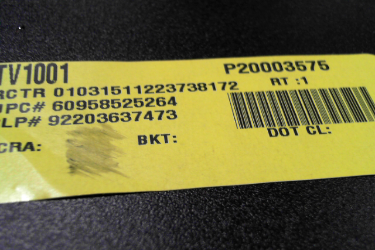 TV1001 P20003575
RCTR 01031511223738172 RT :1
UPC# 60958525264
LP# 92203637473
CRA: BKT: DOT CL: